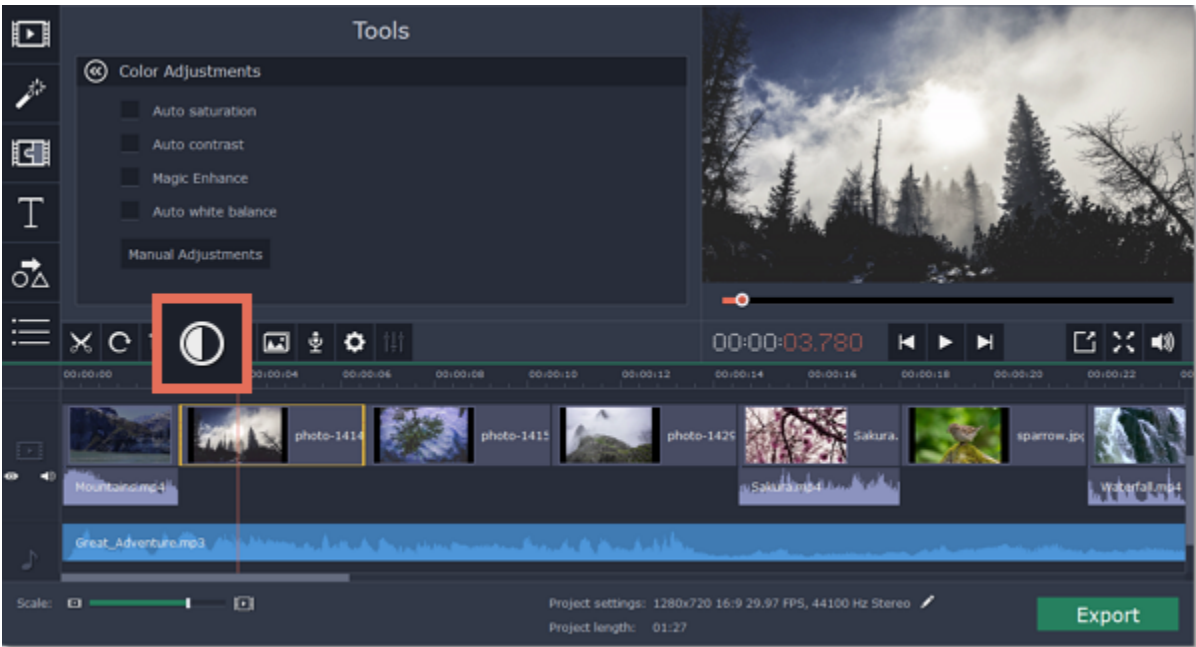 Tools
Color Adjustments
Auto saturation
Auto contrast
Magic Enhance
Auto white balance
Manual Adjustments
T
00:00:03.780
00:00:00 00:00:04 00:00:06 00:00:08 00:00:10 00:00:12 00:00:14 00:00:16 00:00:18 00:00:20 00:00:22 00
photo-1414 photo-1415 photo-1429 Sakura. sparrow.jpg
Mountains.mp4 Sakura.mp4 Waterfall.mp4
Great_Adventure.mp3
Scale:
Project settings: 1280x720 16:9 29.97 FPS, 44100 Hz Stereo
Project length: 01:27
Export